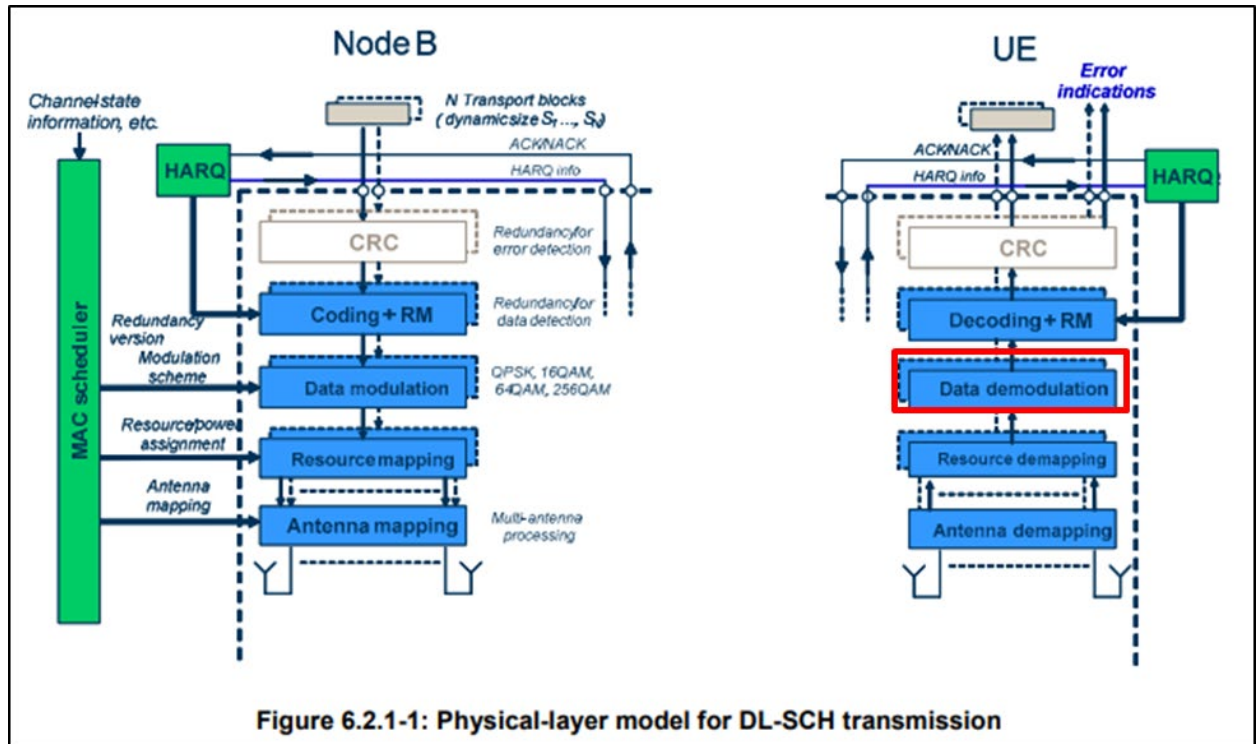 Node B
UE
Channel-state
information, etc.
N Transport blocks
(dynamic size S1 ..., SN)
Error
indications
HARQ
ACK/NACK
HARQ info
ACK/NACK
HARQ info
HARQ
CRC
Redundancy for
error detection
CRC
MAC scheduler
Coding + RM
Redundancy for
data detection
Decoding + RM
Redundancy
version
Modulation
scheme
Data modulation
QPSK, 16QAM,
64QAM, 256QAM
Data demodulation
Resource/power
assignment
Resource mapping
Resource demapping
Antenna
mapping
Antenna mapping
Multi-antenna
processing
Antenna demapping
Figure 6.2.1-1: Physical-layer model for DL-SCH transmission